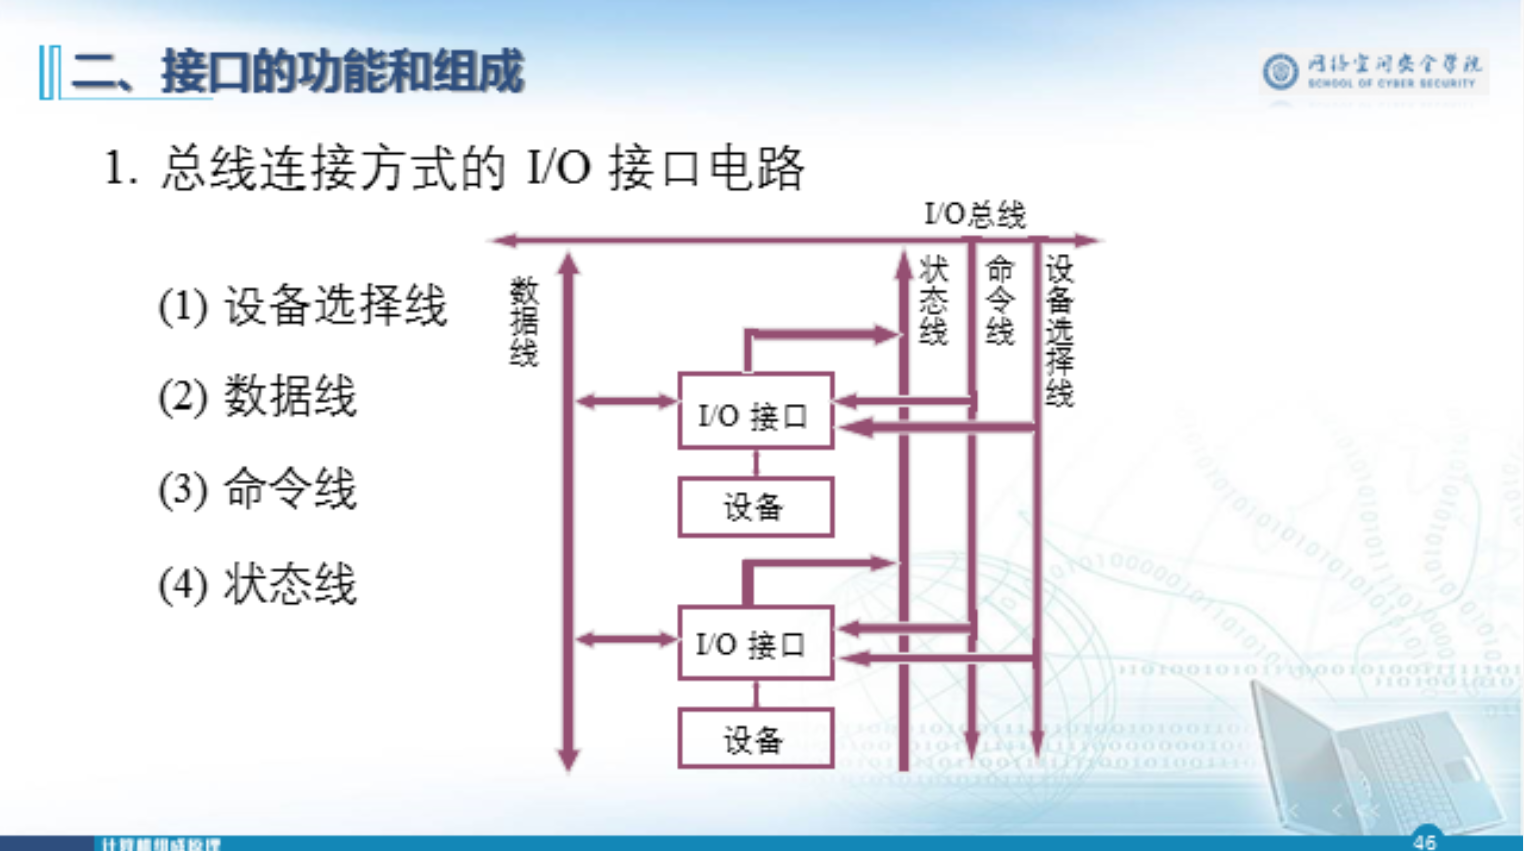 二、接口的功能和组成
网络空间安全学院
SCHOOL OF CYBER SECURITY
1. 总线连接方式的 I/O 接口电路
(1) 设备选择线
(2) 数据线
(3) 命令线
(4) 状态线
I/O总线
数据线
状态线
命令线
设备选择线
I/O 接口
设备
I/O 接口
设备
计算机组成原理
46